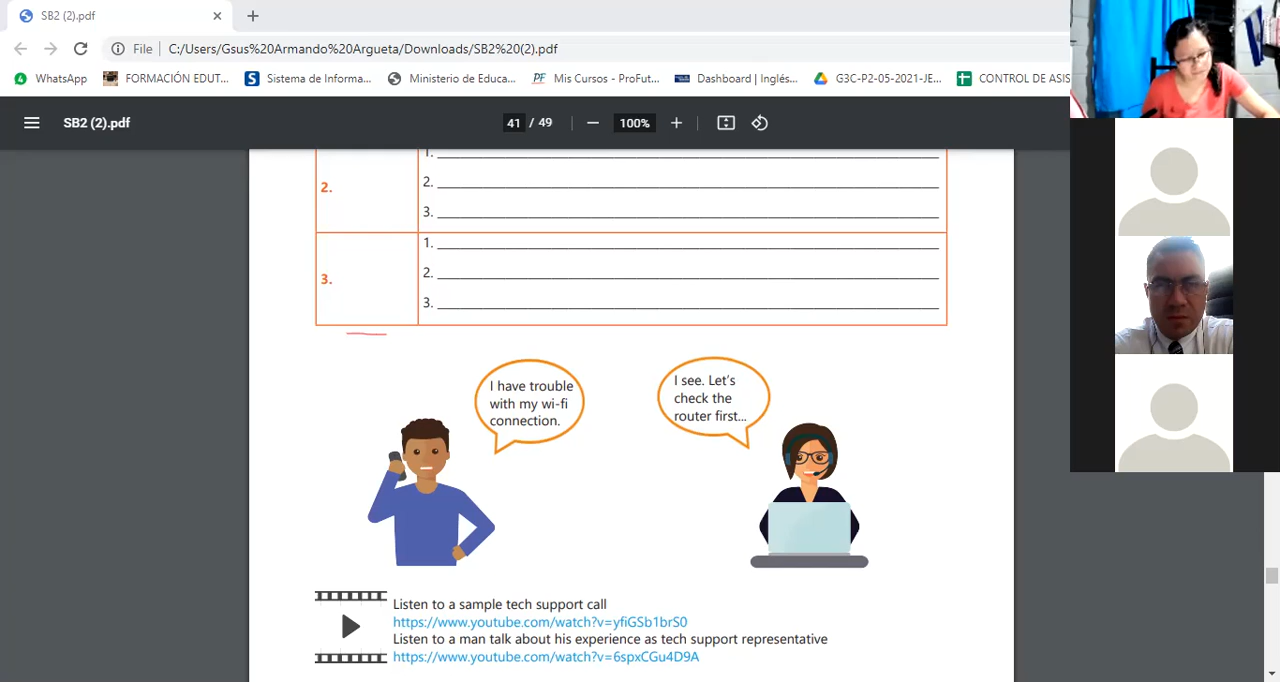 SB2 (2).pdf
File
C:/Users/Gsus%20Armando%20Argueta/Downloads/SB2%20(2).pdf
WhatsApp
FORMACIÓN EDUT...
Sistema de Informa...
Ministerio de Educa...
Mis Cursos - ProFut...
Dashboard | Inglés...
G3C-P2-05-2021-JE...
CONTROL DE ASIS
SB2 (2).pdf
41 / 49
100%
1.
2.
2.
3.
1.
3.
2.
3.
I have trouble
with my wi-fi
connection.
I see. Let's
check the
router first...
Listen to a sample tech support call
https://www.youtube.com/watch?v=yfiGSb1brS0
Listen to a man talk about his experience as tech support representative
https://www.youtube.com/watch?v=6spxCGu4D9A